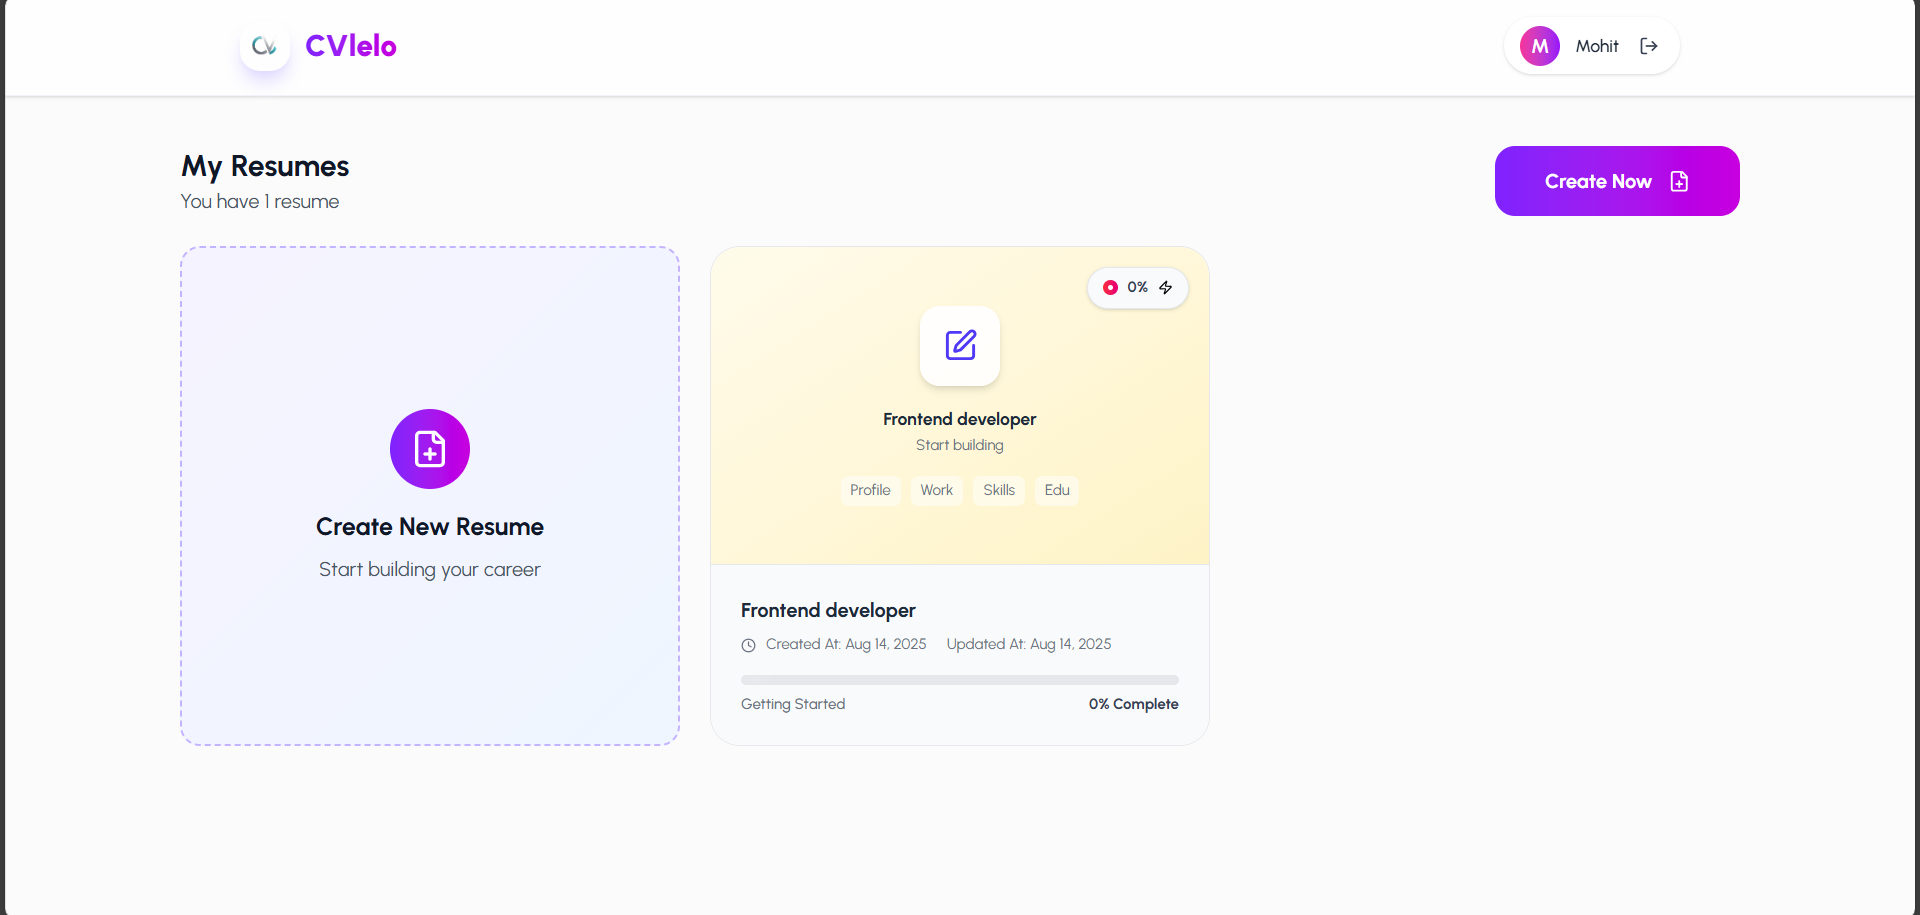 CV
CVlelo
M
Mohit
My Resumes
You have 1 resume
Create Now
Create New Resume
Start building your career
0%
Frontend developer
Start building
Profile Work Skills Edu
Frontend developer
Created At: Aug 14, 2025 Updated At: Aug 14, 2025
Getting Started
0% Complete